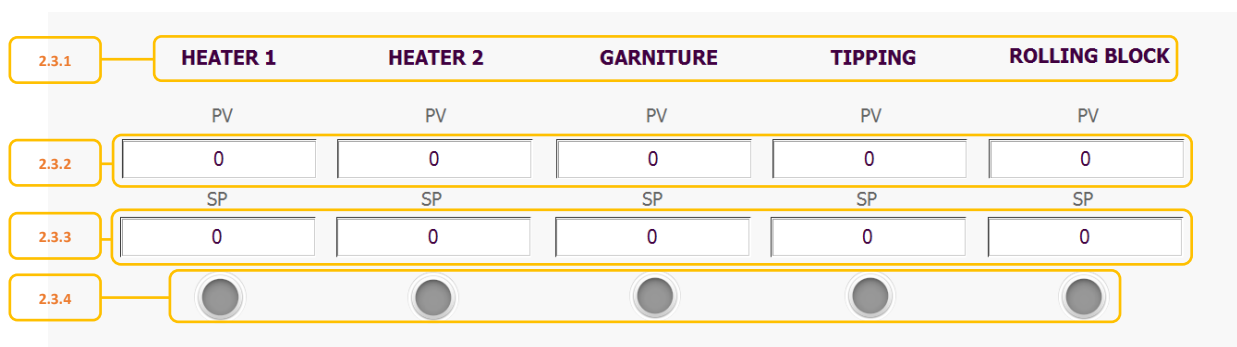 2.3.1 HEATER 1 HEATER 2 GARNITURE TIPPING ROLLING BLOCK
PV PV PV PV PV
2.3.2 0 0 0 0 0
SP SP SP SP SP
2.3.3 0 0 0 0 0
2.3.4